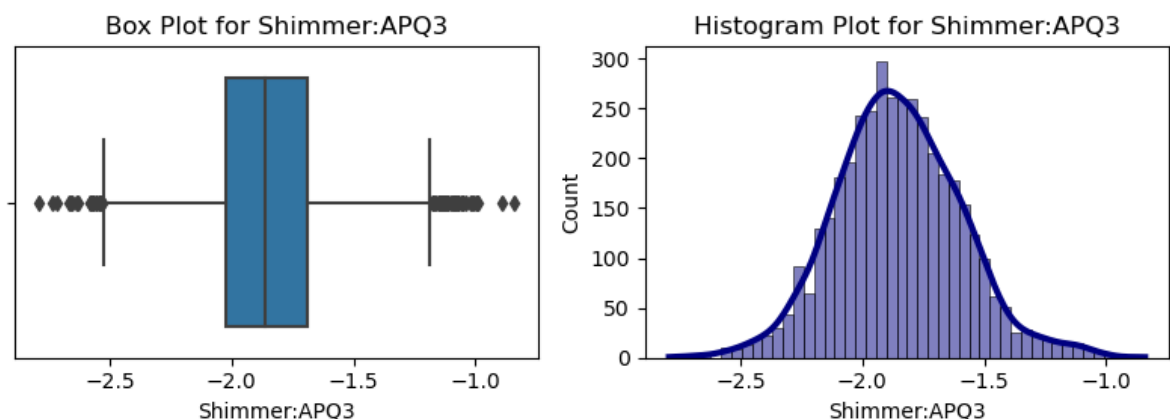 Box Plot for Shimmer:APQ3
−2.5 −2.0 −1.5 −1.0
Shimmer:APQ3
Histogram Plot for Shimmer:APQ3
300
250
200
150
100
50
0
Count
−2.5 −2.0 −1.5 −1.0
Shimmer:APQ3